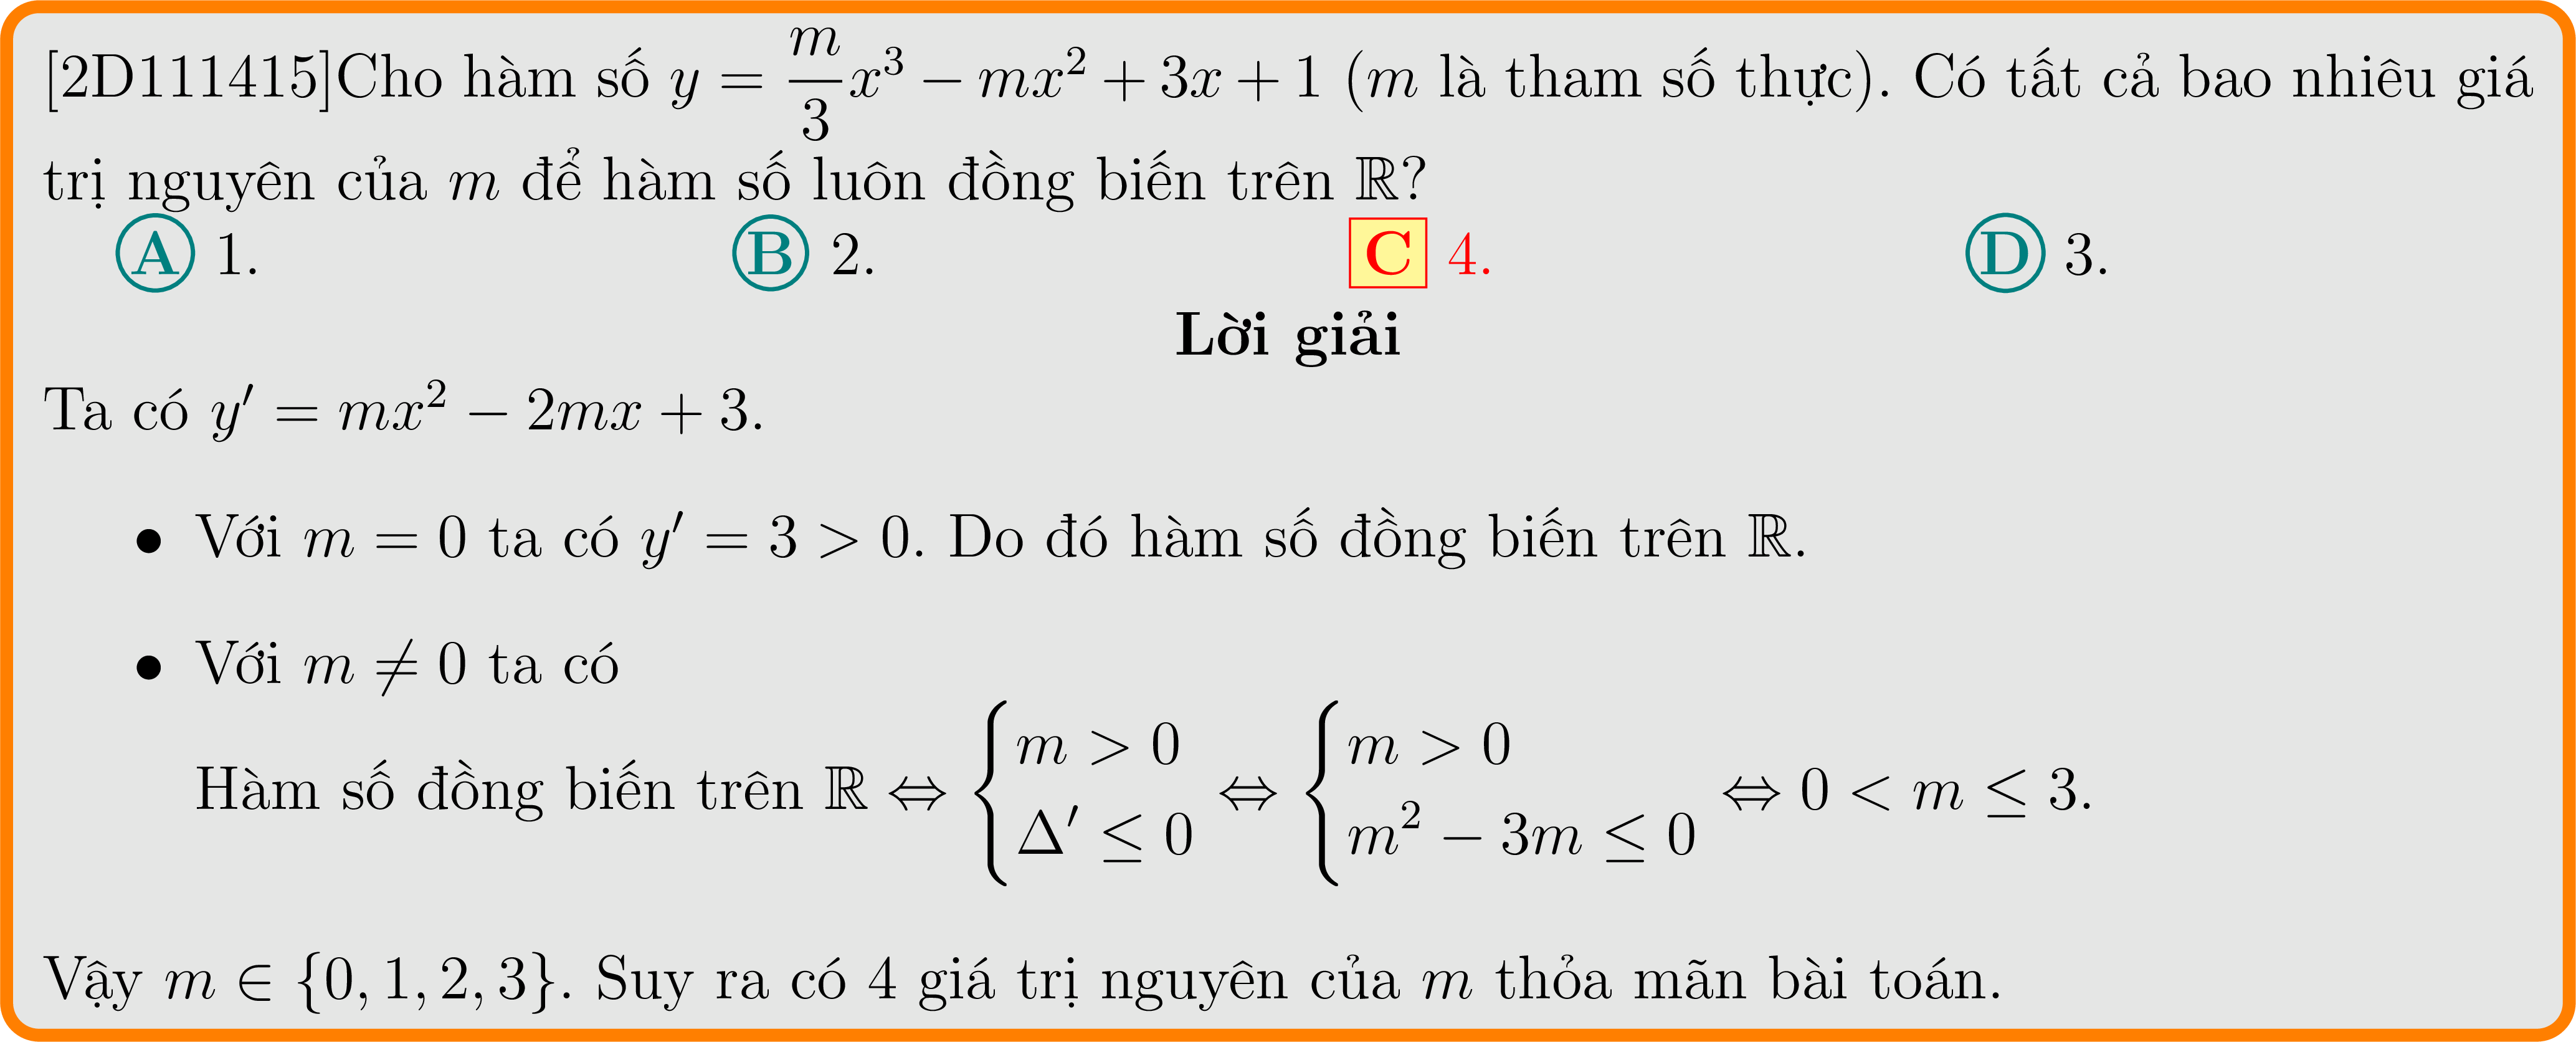 [2D111415]Cho hàm số $y = \dfrac{m}{3}x^3 - mx^2 + 3x + 1$ ($m$ là tham số thực). Có tất cả bao nhiêu giá
trị nguyên của $m$ để hàm số luôn đồng biến trên $\mathbb{R}$?
A 1. B 2. C 4. D 3.
Lời giải
Ta có $y' = mx^2 - 2mx + 3$.
• Với $m = 0$ ta có $y' = 3 > 0$. Do đó hàm số đồng biến trên $\mathbb{R}$.
• Với $m \neq 0$ ta có
Hàm số đồng biến trên $\mathbb{R} \Leftrightarrow \begin{cases} m > 0 \\ \Delta' \leq 0 \end{cases} \Leftrightarrow \begin{cases} m > 0 \\ m^2 - 3m \leq 0 \end{cases} \Leftrightarrow 0 < m \leq 3$.
Vậy $m \in \{0, 1, 2, 3\}$. Suy ra có 4 giá trị nguyên của $m$ thỏa mãn bài toán.